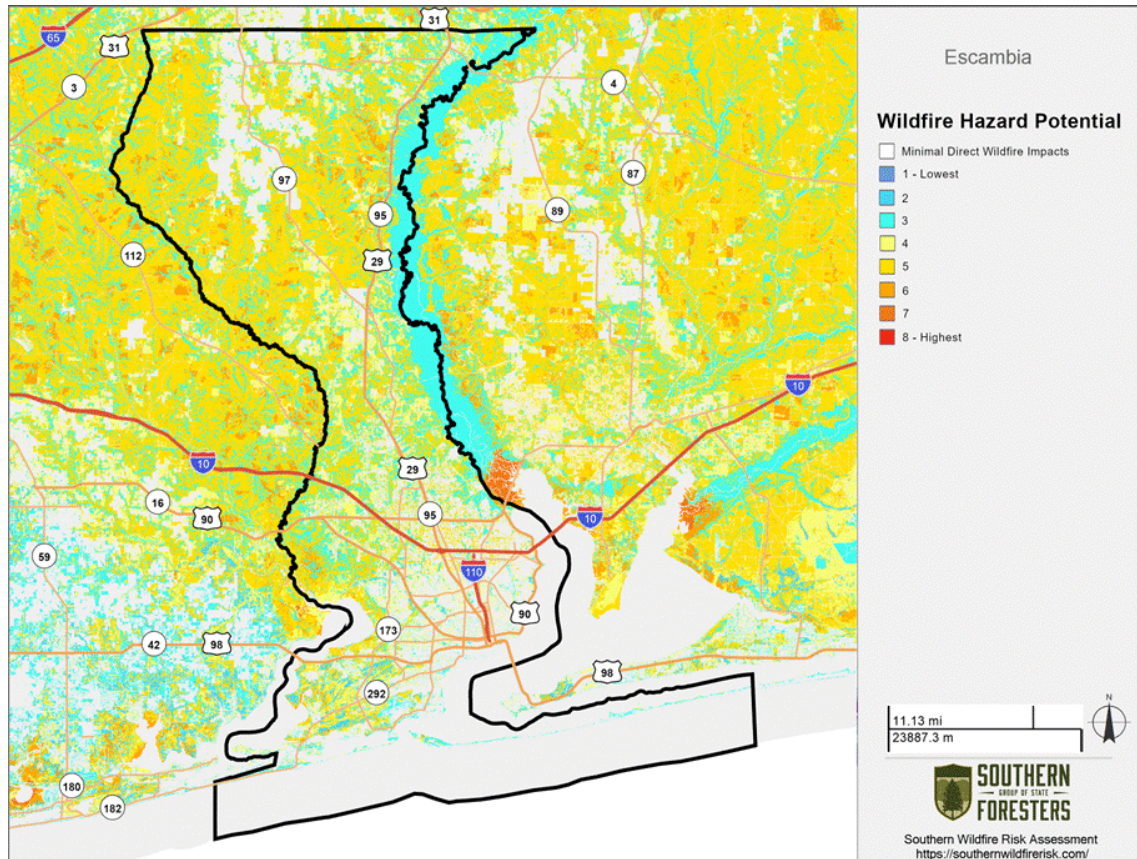 31
65
31
3
4
97
87
95
89
29
112
10
10
29
16
90
95
10
59
110
90
173
42
98
98
292
180
182
Escambia
Wildfire Hazard Potential
Minimal Direct Wildfire Impacts
1 - Lowest
2
3
4
5
6
7
8 - Highest
N
11.13 mi
23887.3 m
SOUTHERN
GROUP OF STATE
FORESTERS
Southern Wildfire Risk Assessment
https://southernwildfirerisk.com/